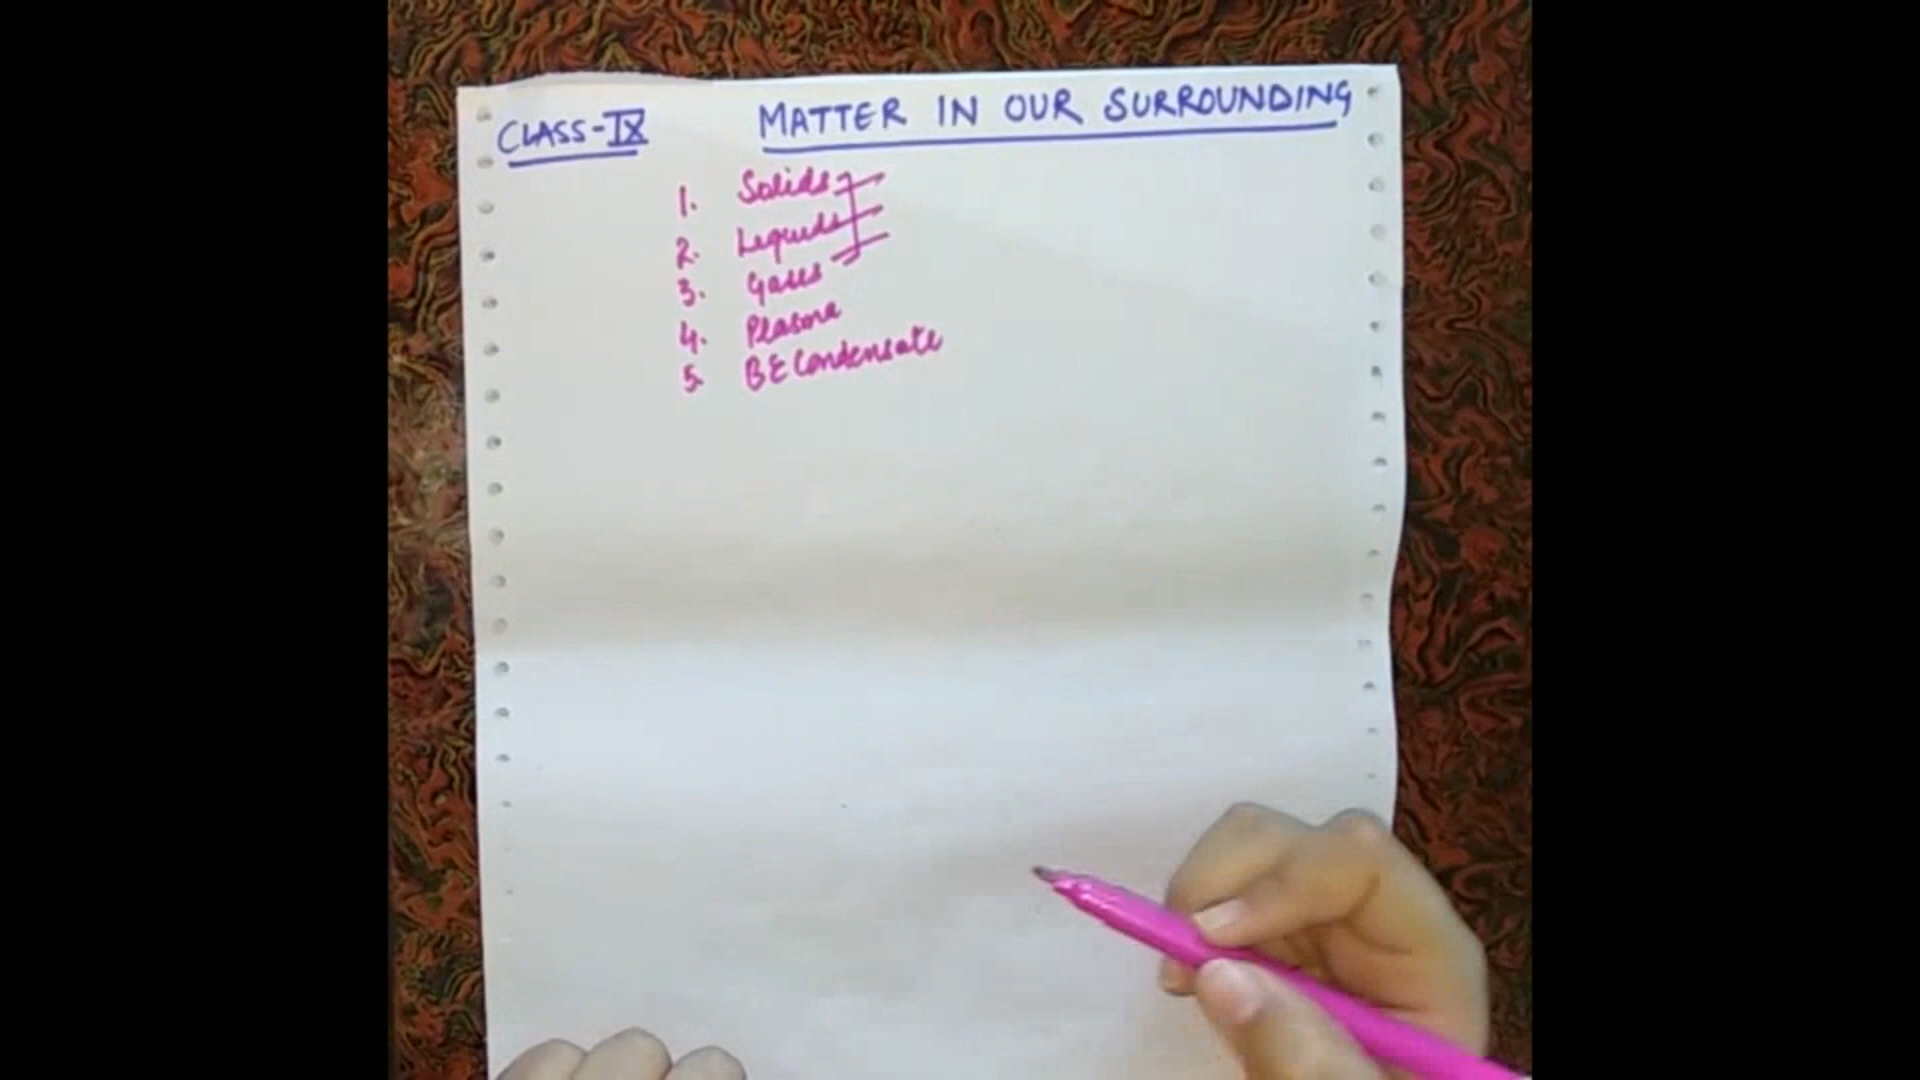 CLASS-IX MATTER IN OUR SURROUNDING
1. Solids
2. Liquids
3. Gases
4. Plasma
5. BE Condensate